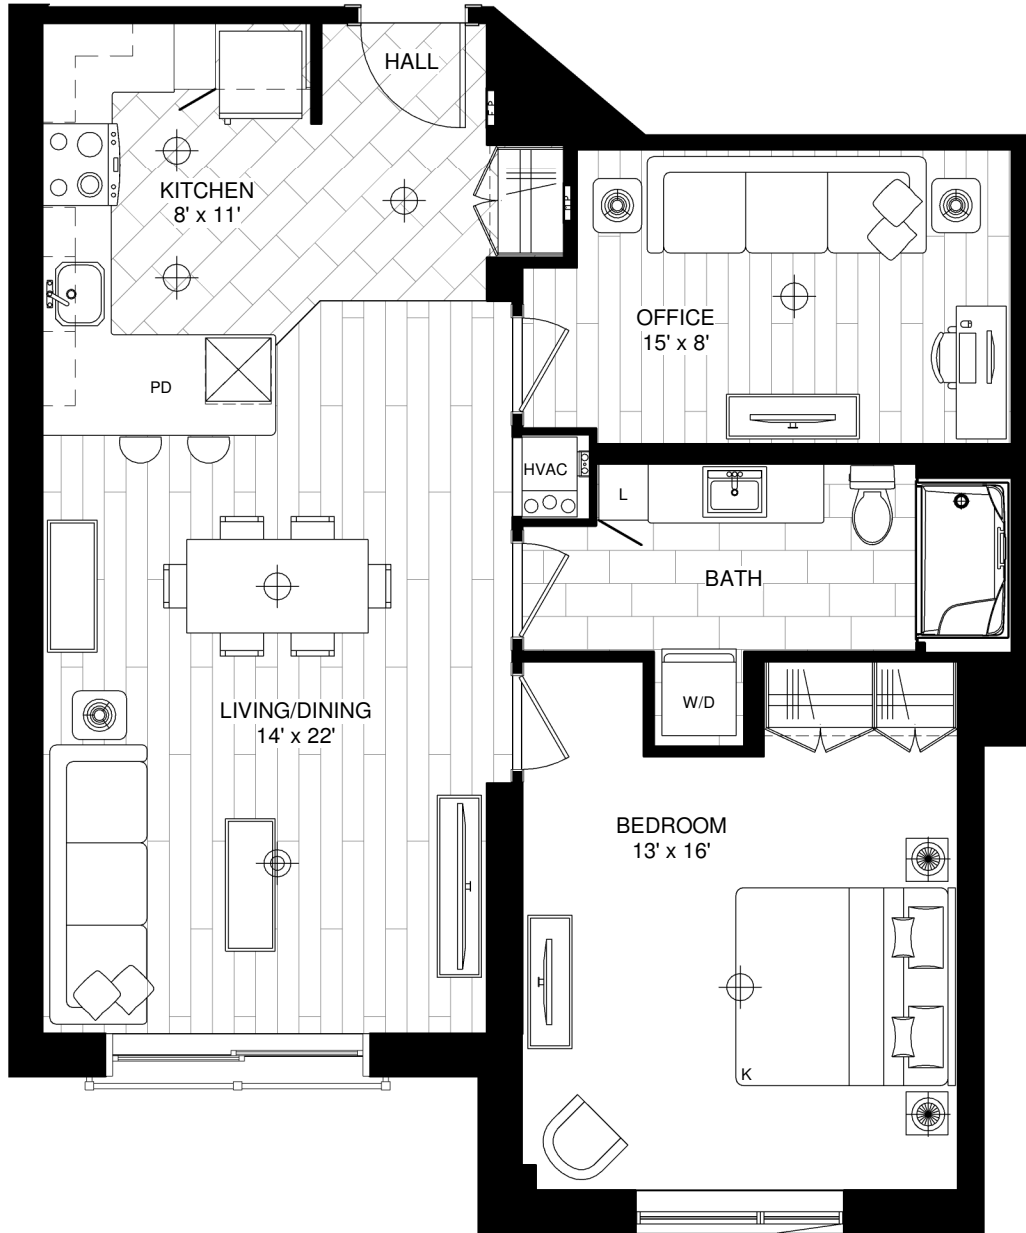 HALL
KITCHEN
8' x 11'
OFFICE
15' x 8'
PD
HVAC
L
BATH
W/D
LIVING/DINING
14' x 22'
BEDROOM
13' x 16'
K